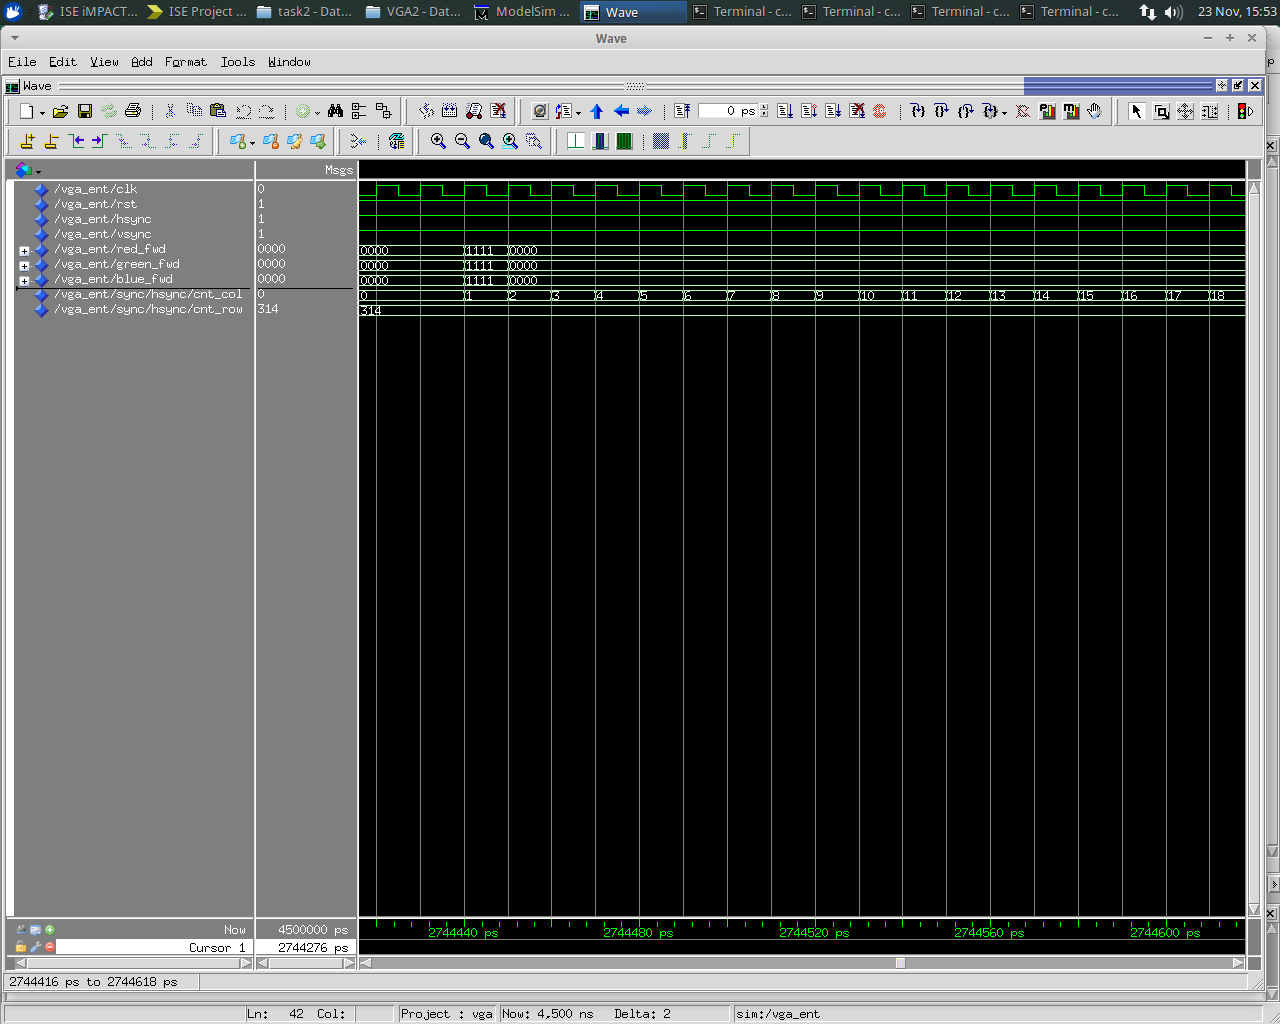 ISE iMPACT... ISE Project ... task2 - Dat... VGA2 - Dat... ModelSim ... Wave Terminal - c... Terminal - c... Terminal - c... Terminal - c... 23 Nov, 15:53
Wave
File Edit View Add Format Tools Window
Wave
0 ps
Msgs
/vga_ent/clk 0
/vga_ent/rst 1
/vga_ent/hsync 1
/vga_ent/vsync 1
/vga_ent/red_fwd 0000 0000 1111 0000
/vga_ent/green_fwd 0000 0000 1111 0000
/vga_ent/blue_fwd 0000 0000 1111 0000
/vga_ent/sync/hsync/cnt_col 0 0 1 2 3 4 5 6 7 8 9 10 11 12 13 14 15 16 17 18
/vga_ent/sync/hsync/cnt_row 314 314
Now 4500000 ps 2744440 ps 2744480 ps 2744520 ps 2744560 ps 2744600 ps
Cursor 1 2744276 ps
2744416 ps to 2744618 ps
Ln: 42 Col: Project : vga Now: 4,500 ns Delta: 2 sim:/vga_ent